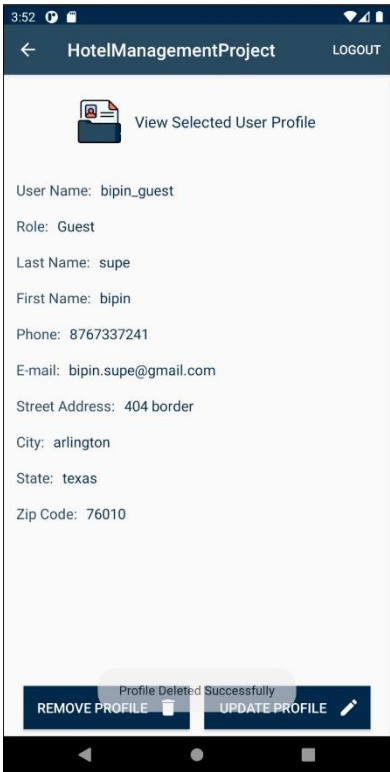 3:52
HotelManagementProject LOGOUT
View Selected User Profile
User Name: bipin_guest
Role: Guest
Last Name: supe
First Name: bipin
Phone: 8767337241
E-mail: bipin.supe@gmail.com
Street Address: 404 border
City: arlington
State: texas
Zip Code: 76010
Profile Deleted Successfully
REMOVE PROFILE UPDATE PROFILE